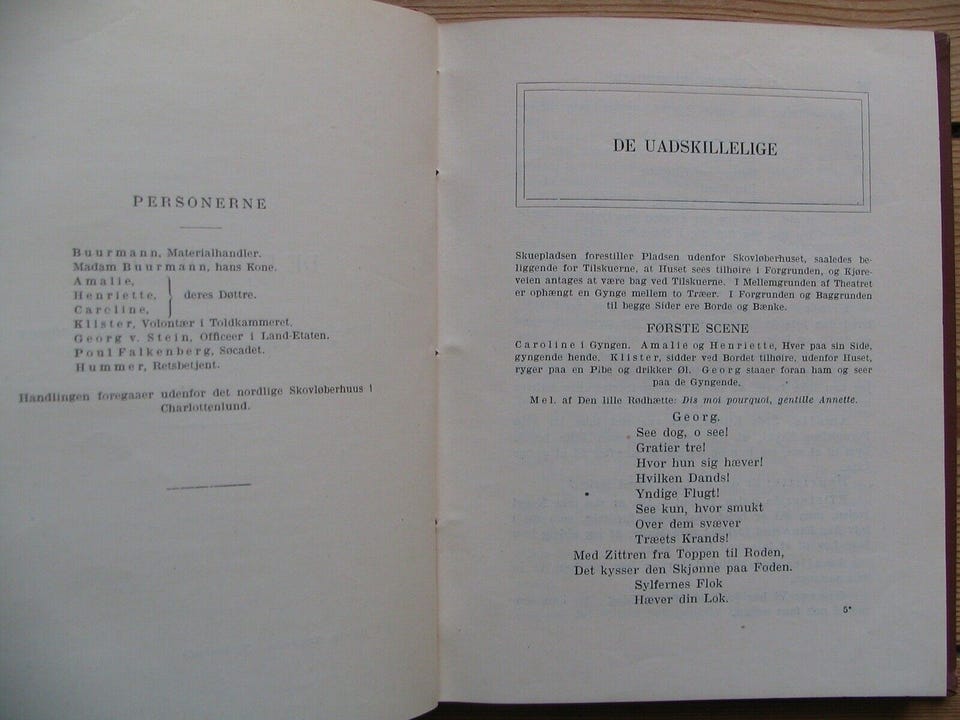 PERSONERNE
Buurmann, Materialhandler.
Madam Buurmann, hans Kone.
Amalie,
Henriette, } deres Døttre.
Caroline,
Klister, Volontær i Toldkammeret.
Georg v. Stein, Officeer i Land-Etaten.
Poul Falkenberg, Søcadet.
Hummer, Retsbetjent.
Handlingen foregaaer udenfor det nordlige Skovløberhuus i
Charlottenlund.
DE UADSKILLELIGE
Skuepladsen forestiller Pladsen udenfor Skovløberhuset, saaledes be-
liggende for Tilskuerne, at Huset sees tilhøire i Forgrunden, og Kjøre-
veien antages at være bag ved Tilskuerne. I Mellemgrunden af Theatret
er ophængt en Gynge mellem to Træer. I Forgrunden og Baggrunden
til begge Sider ere Borde og Bænke.
FØRSTE SCENE
Caroline i Gyngen. Amalie og Henriette, Hver paa sin Side,
gyngende hende. Klister, sidder ved Bordet tilhøire, udenfor Huset,
ryger paa en Pibe og drikker Øl. Georg staaer foran ham og seer
paa de Gyngende.
Mel. af Den lille Rødhætte: Dis moi pourquoi, gentille Annette.
Georg.
See dog, o see!
Gratier tre!
Hvor hun sig hæver!
Hvilken Dands!
Yndige Flugt!
See kun, hvor smukt
Over dem svæver
Træets Krands!
Med Zittren fra Toppen til Roden,
Det kysser den Skjønne paa Foden.
Sylfernes Flok
Hæver din Lok.
5*